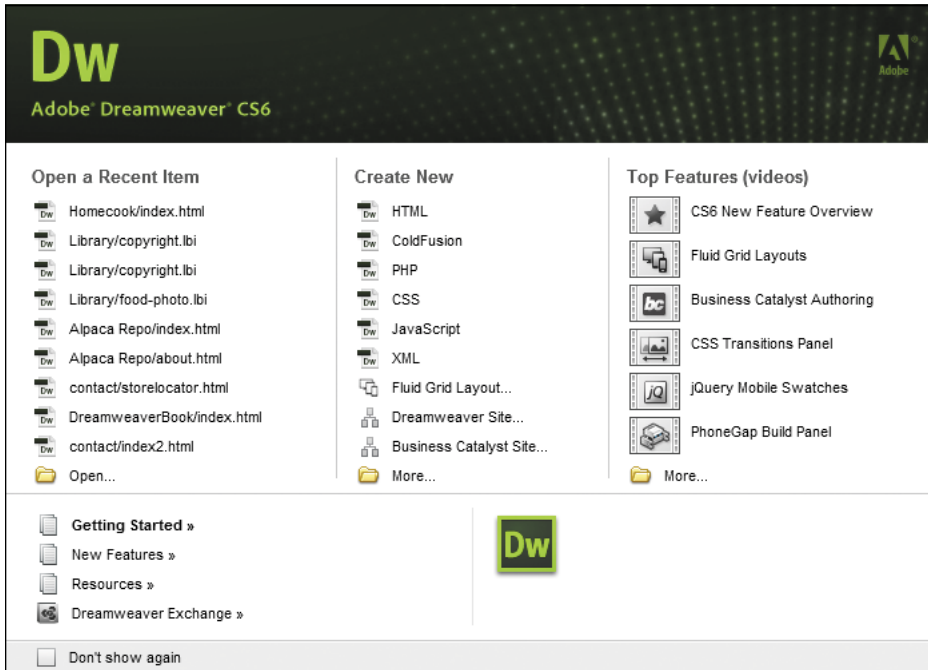 Dw
Adobe® Dreamweaver® CS6
Adobe®
Open a Recent Item
Homecook/index.html
Library/copyright.lbi
Library/copyright.lbi
Library/food-photo.lbi
Alpaca Repo/index.html
Alpaca Repo/about.html
contact/storelocator.html
DreamweaverBook/index.html
contact/index2.html
Open...
Create New
HTML
ColdFusion
PHP
CSS
JavaScript
XML
Fluid Grid Layout...
Dreamweaver Site...
Business Catalyst Site...
More...
Top Features (videos)
CS6 New Feature Overview
Fluid Grid Layouts
bc
Business Catalyst Authoring
CSS Transitions Panel
jQ
jQuery Mobile Swatches
PhoneGap Build Panel
More...
Getting Started »
New Features »
Resources »
Dreamweaver Exchange »
Dw
Don't show again